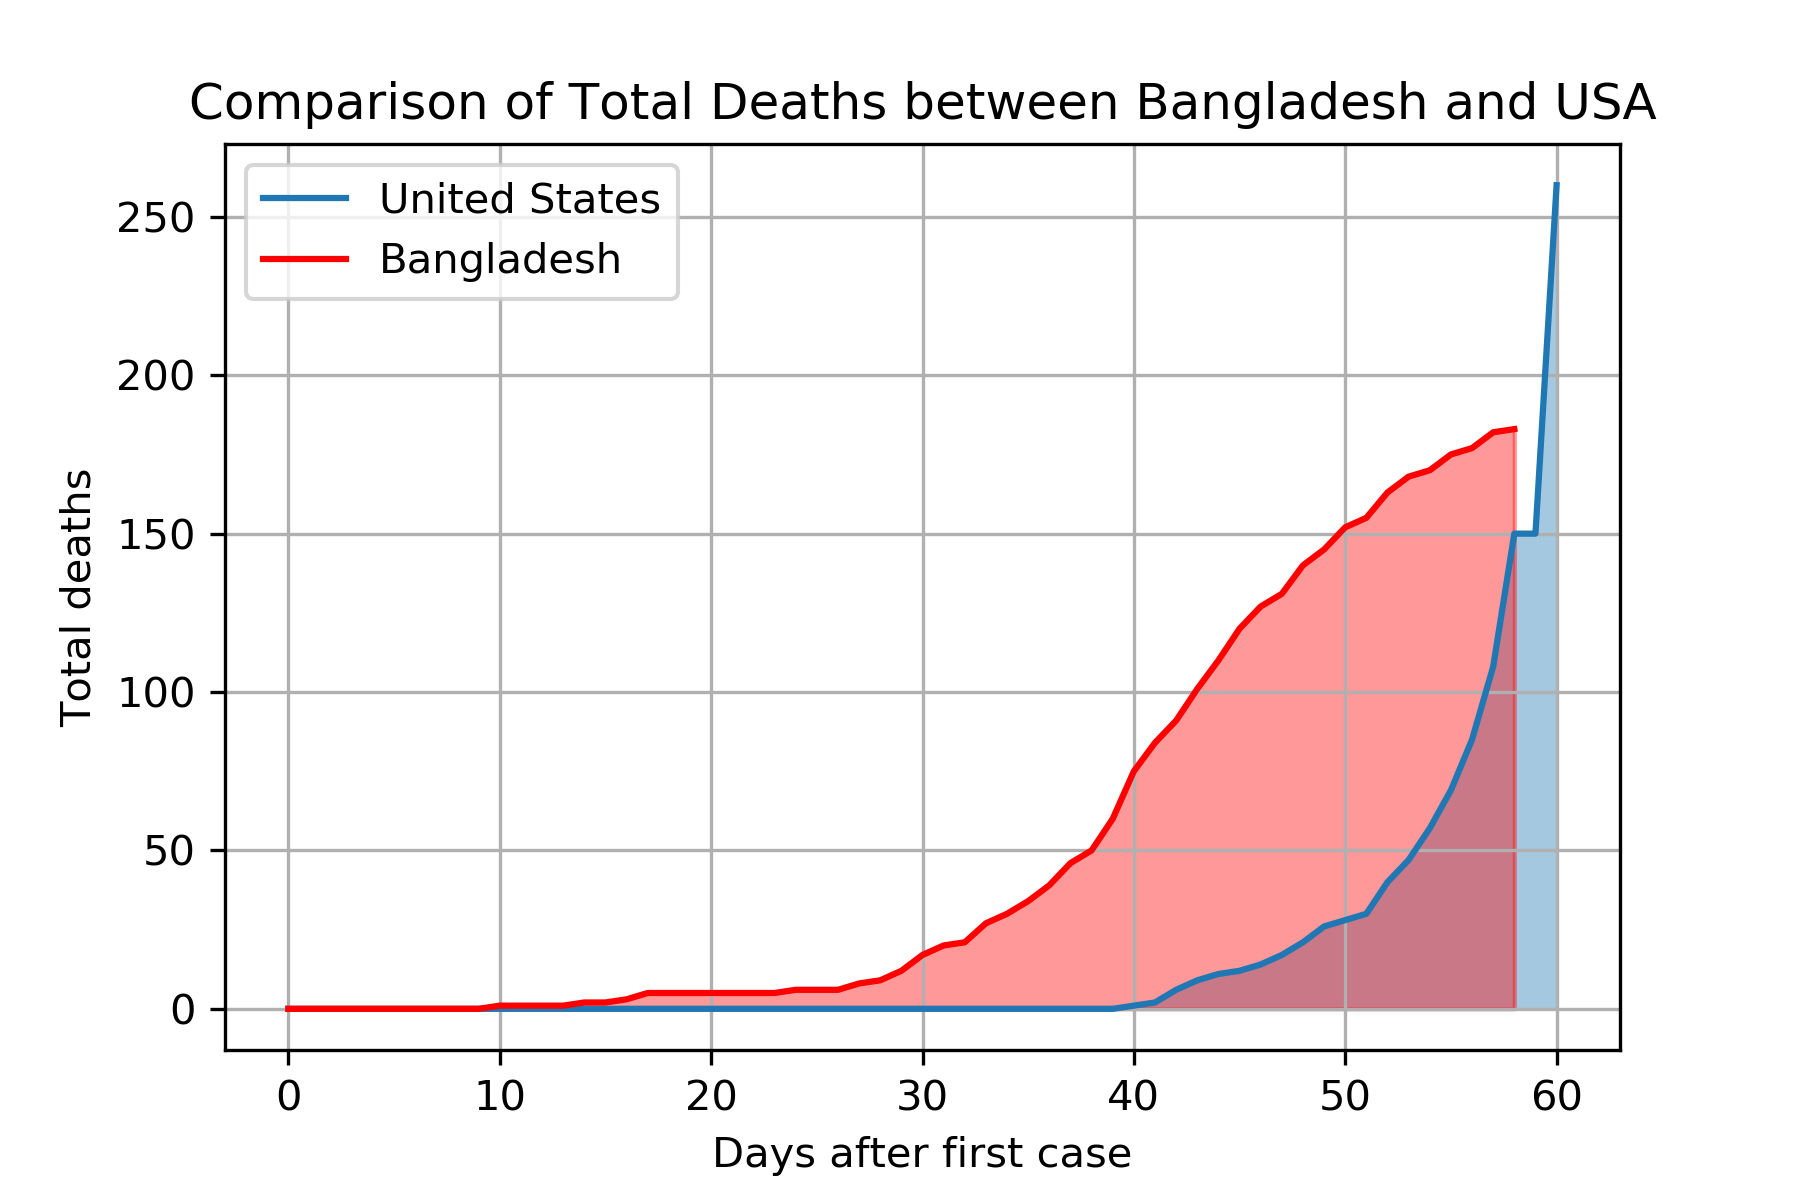 Comparison of Total Deaths between Bangladesh and USA
United States
Bangladesh
250
200
150
100
50
0
Total deaths
0 10 20 30 40 50 60
Days after first case